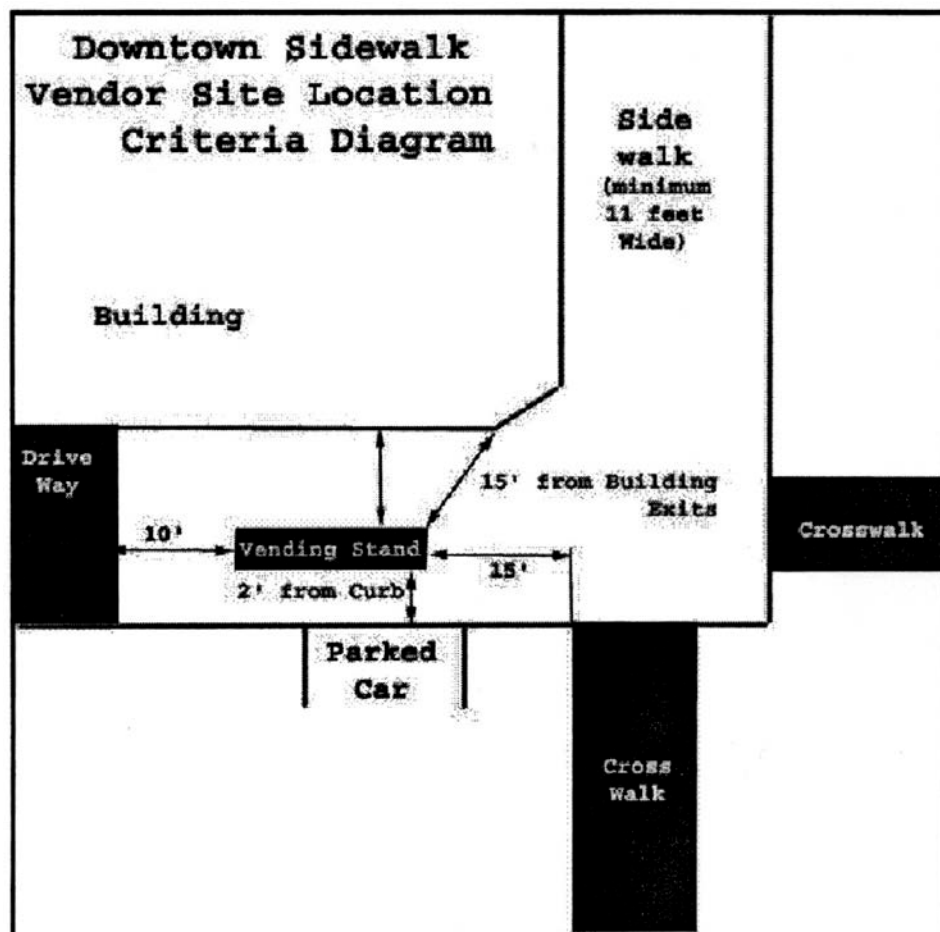 Downtown Sidewalk
Vendor Site Location
Criteria Diagram
Side
walk
(minimum
11 feet
Wide)
Building
Drive
Way
15' from Building
Exits
10'
Vending Stand
15'
Crosswalk
2' from Curb
Parked
Car
Cross
Walk